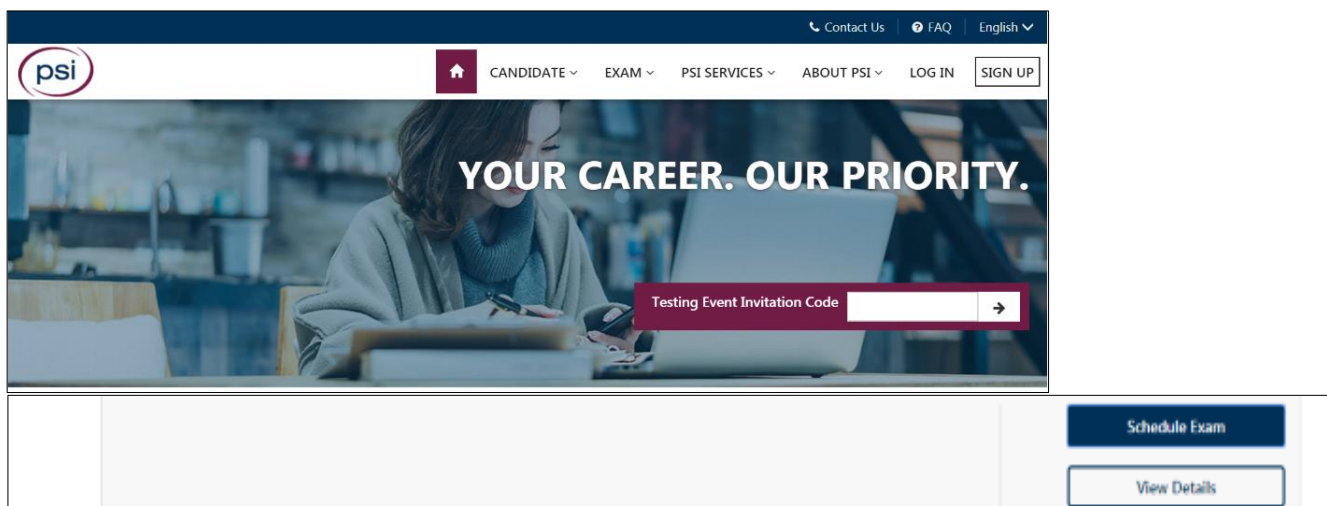 Contact Us FAQ English
psi CANDIDATE EXAM PSI SERVICES ABOUT PSI LOG IN SIGN UP
YOUR CAREER. OUR PRIORITY.
Testing Event Invitation Code
Schedule Exam
View Details